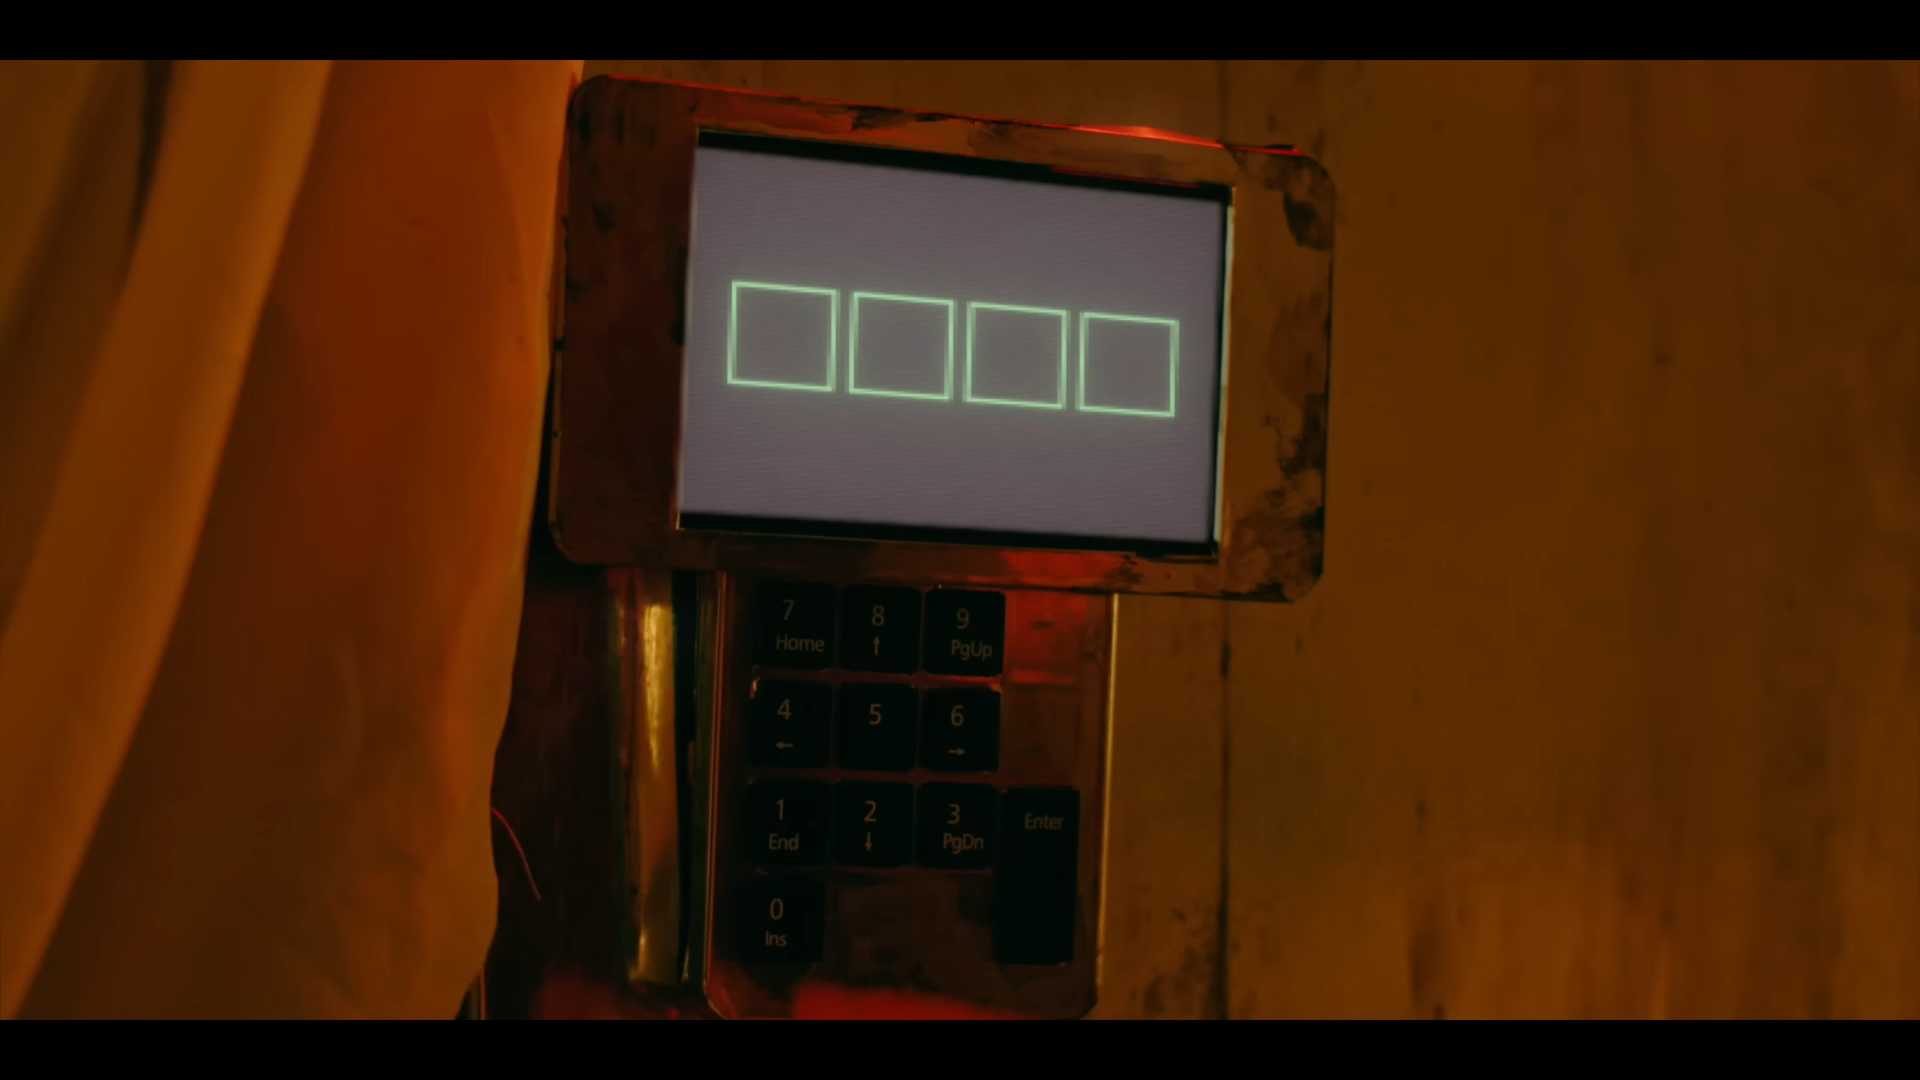 7 8 9
Home ↑ PgUp
4 5 6
← →
1 2 3 Enter
End ↓ PgDn
0
Ins